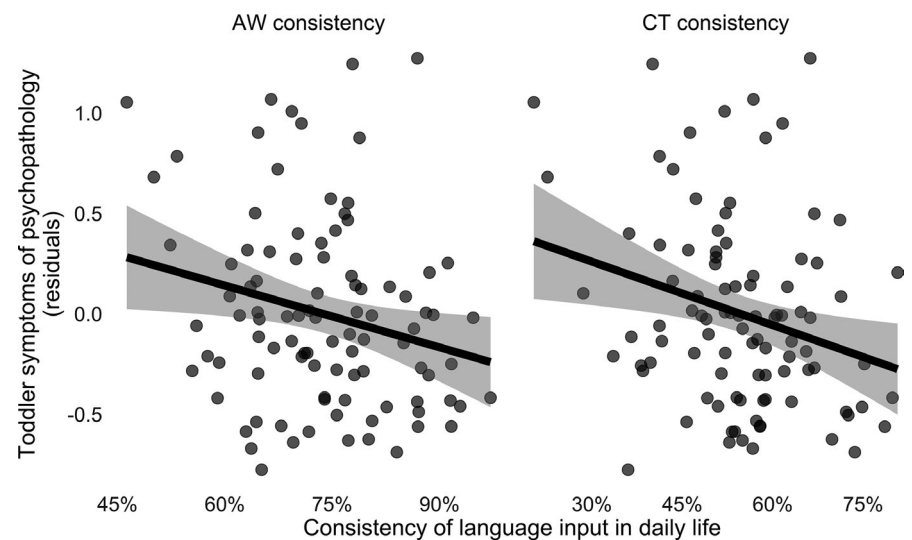 AW consistency
CT consistency
Toddler symptoms of psychopathology
(residuals)
1.0
0.5
0.0
-0.5
45%
60%
75%
90%
30%
45%
60%
75%
Consistency of language input in daily life